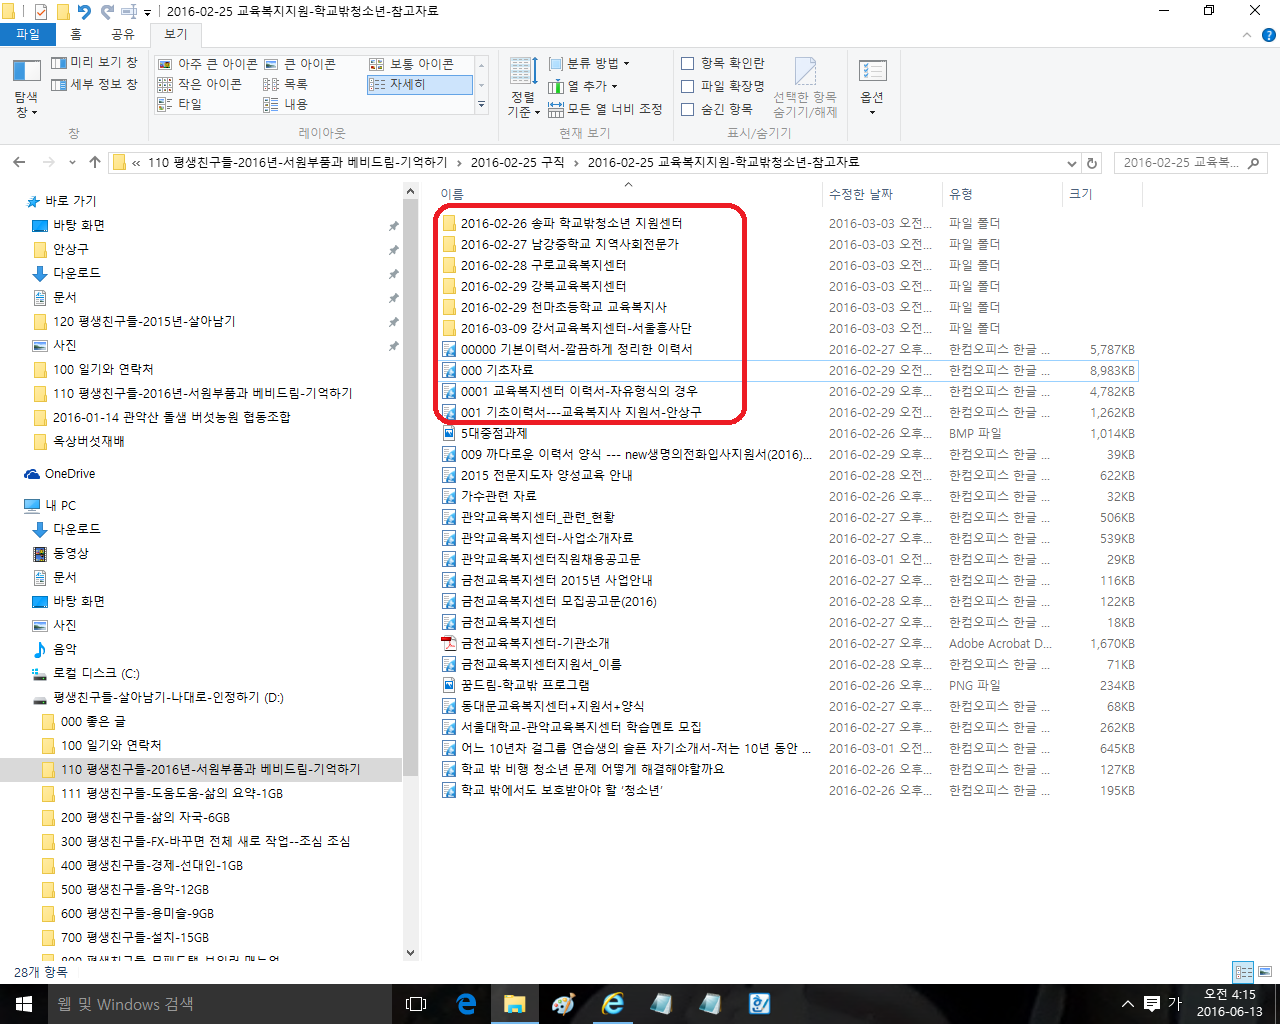 2016-02-25 교육복지지원-학교밖청소년-참고자료
파일 홈 공유 보기
탐색 창
미리 보기 창
세부 정보 창
창
아주 큰 아이콘 큰 아이콘 보통 아이콘
작은 아이콘 목록 자세히
타일 내용
레이아웃
정렬 기준
분류 방법
열 추가
모든 열 너비 조정
현재 보기
항목 확인란
파일 확장명
숨긴 항목
선택한 항목 숨기기/해제
표시/숨기기
옵션
« 110 평생친구들-2016년-서원부품과 베비드림-기억하기 › 2016-02-25 구직 › 2016-02-25 교육복지지원-학교밖청소년-참고자료
2016-02-25 교육복...
바로 가기
바탕 화면
안상구
다운로드
문서
120 평생친구들-2015년-살아남기
사진
100 일기와 연락처
110 평생친구들-2016년-서원부품과 베비드림-기억하기
2016-01-14 관악산 돌샘 버섯농원 협동조합
옥상버섯재배
OneDrive
내 PC
다운로드
동영상
문서
바탕 화면
사진
음악
로컬 디스크 (C:)
평생친구들-살아남기-나대로-인정하기 (D:)
000 좋은 글
100 일기와 연락처
110 평생친구들-2016년-서원부품과 베비드림-기억하기
111 평생친구들-도움도움-삶의 요약-1GB
200 평생친구들-삶의 자국-6GB
300 평생친구들-FX-바꾸면 전체 새로 작업--조심 조심
400 평생친구들-경제-선대인-1GB
500 평생친구들-음악-12GB
600 평생친구들-용미술-9GB
700 평생친구들-설치-15GB
이름 수정한 날짜 유형 크기
2016-02-26 송파 학교밖청소년 지원센터 2016-03-03 오전... 파일 폴더
2016-02-27 남강중학교 지역사회전문가 2016-03-03 오전... 파일 폴더
2016-02-28 구로교육복지센터 2016-03-03 오전... 파일 폴더
2016-02-29 강북교육복지센터 2016-03-03 오전... 파일 폴더
2016-02-29 천마초등학교 교육복지사 2016-03-03 오전... 파일 폴더
2016-03-09 강서교육복지센터-서울흥사단 2016-03-03 오전... 파일 폴더
00000 기본이력서-깔끔하게 정리한 이력서 2016-02-27 오후... 한컴오피스 한글 ... 5,787KB
000 기초자료 2016-02-29 오전... 한컴오피스 한글 ... 8,983KB
0001 교육복지센터 이력서-자유형식의 경우 2016-02-29 오전... 한컴오피스 한글 ... 4,782KB
001 기초이력서---교육복지사 지원서-안상구 2016-02-29 오전... 한컴오피스 한글 ... 1,262KB
5대중점과제 2016-02-29 오후... BMP 파일 1,014KB
009 까다로운 이력서 양식 --- new생명의전화입사지원서(2016)... 2016-02-29 오후... 한컴오피스 한글 ... 39KB
2015 전문지도자 양성교육 안내 2016-02-28 오전... 한컴오피스 한글 ... 622KB
가수관련 자료 2016-02-26 오후... 한컴오피스 한글 ... 32KB
관악교육복지센터_관련_현황 2016-02-27 오후... 한컴오피스 한글 ... 506KB
관악교육복지센터-사업소개자료 2016-02-27 오후... 한컴오피스 한글 ... 539KB
관악교육복지센터직원채용공고문 2016-03-01 오전... 한컴오피스 한글 ... 29KB
금천교육복지센터 2015년 사업안내 2016-02-27 오후... 한컴오피스 한글 ... 116KB
금천교육복지센터 모집공고문(2016) 2016-02-28 오후... 한컴오피스 한글 ... 122KB
금천교육복지센터 2016-02-27 오후... 한컴오피스 한글 ... 18KB
금천교육복지센터-기관소개 2016-02-27 오후... Adobe Acrobat D... 1,670KB
금천교육복지센터지원서_이름 2016-02-28 오후... 한컴오피스 한글 ... 71KB
꿈드림-학교밖 프로그램 2016-02-26 오후... PNG 파일 234KB
동대문교육복지센터+지원서+양식 2016-02-27 오후... 한컴오피스 한글 ... 68KB
서울대학교-관악교육복지센터 학습멘토 모집 2016-02-27 오후... 한컴오피스 한글 ... 262KB
어느 10년차 걸그룹 연습생의 슬픈 자기소개서-저는 10년 동안 ... 2016-03-01 오전... 한컴오피스 한글 ... 645KB
학교 밖 비행 청소년 문제 어떻게 해결해야할까요 2016-02-26 오후... 한컴오피스 한글 ... 127KB
학교 밖에서도 보호받아야 할 '청소년' 2016-02-26 오후... 한컴오피스 한글 ... 195KB
28개 항목
웹 및 Windows 검색
가
오전 4:15
2016-06-13